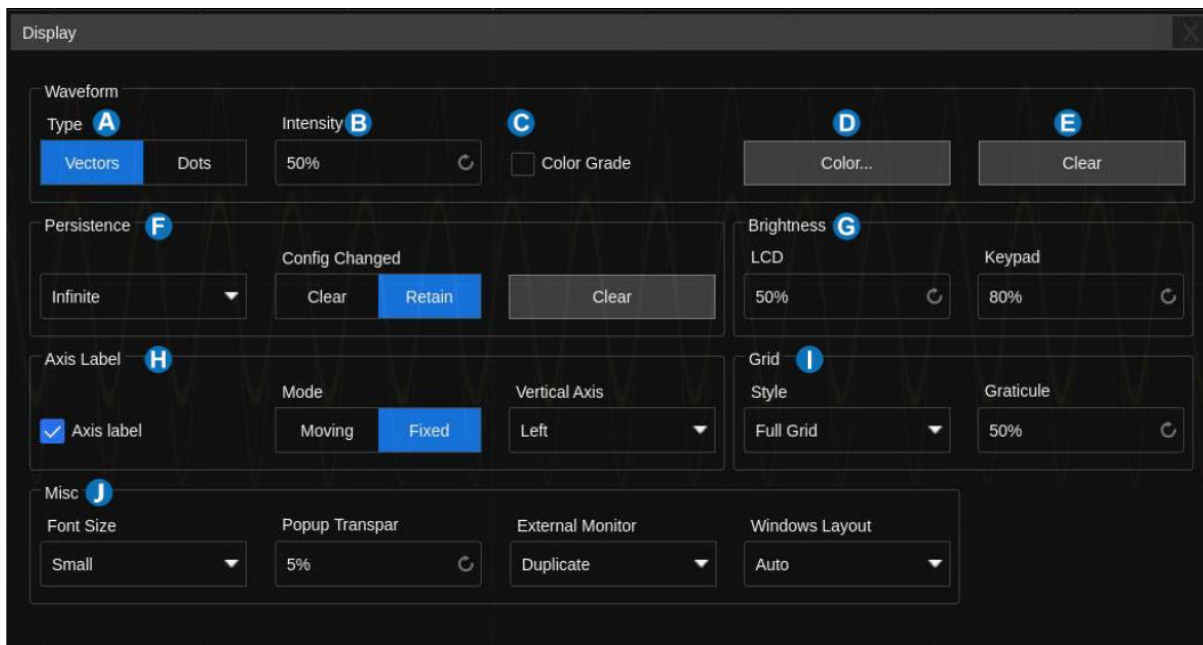 Display X
Waveform
Type A Intensity B C D E
Vectors Dots 50% Color Grade Color... Clear
Persistence F Brightness G
Config Changed LCD Keypad
Infinite Clear Retain Clear 50% 80%
Axis Label H Grid I
Mode Vertical Axis Style Graticule
Axis label Moving Fixed Left Full Grid 50%
Misc J
Font Size Popup Transpar External Monitor Windows Layout
Small 5% Duplicate Auto